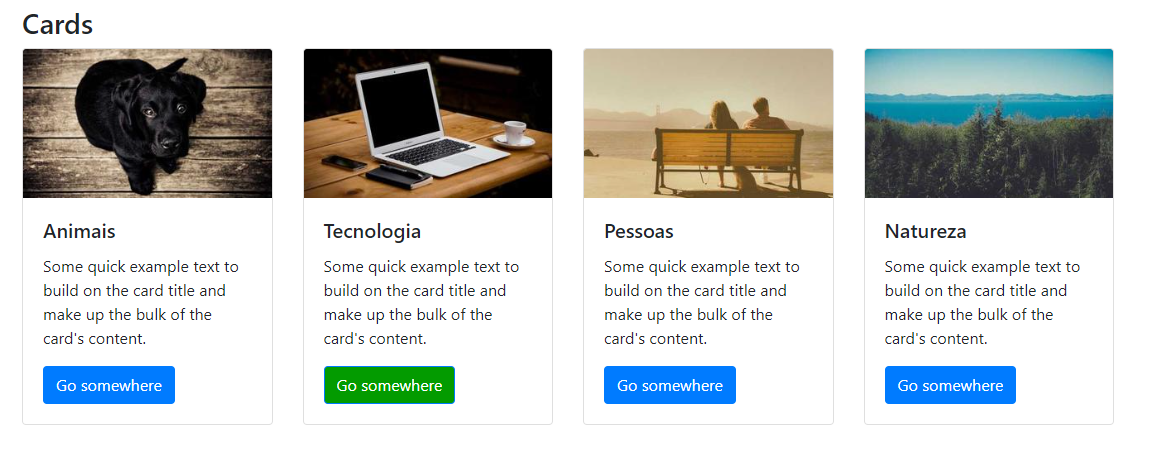 Cards
Animais
Some quick example text to
build on the card title and
make up the bulk of the
card's content.
Go somewhere
Tecnologia
Some quick example text to
build on the card title and
make up the bulk of the
card's content.
Go somewhere
Pessoas
Some quick example text to
build on the card title and
make up the bulk of the
card's content.
Go somewhere
Natureza
Some quick example text to
build on the card title and
make up the bulk of the
card's content.
Go somewhere